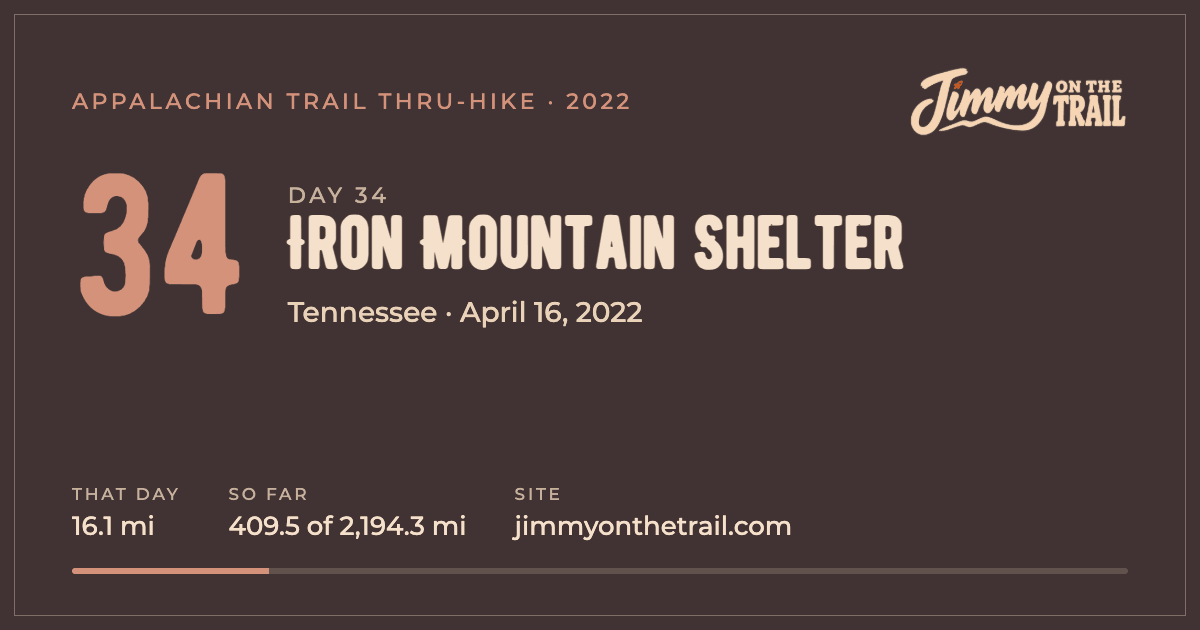 APPALACHIAN TRAIL THRU-HIKE · 2022
Jimmy ON THE TRAIL
34
DAY 34
IRON MOUNTAIN SHELTER
Tennessee · April 16, 2022
THAT DAY SO FAR SITE
16.1 mi 409.5 of 2,194.3 mi jimmyonthetrail.com